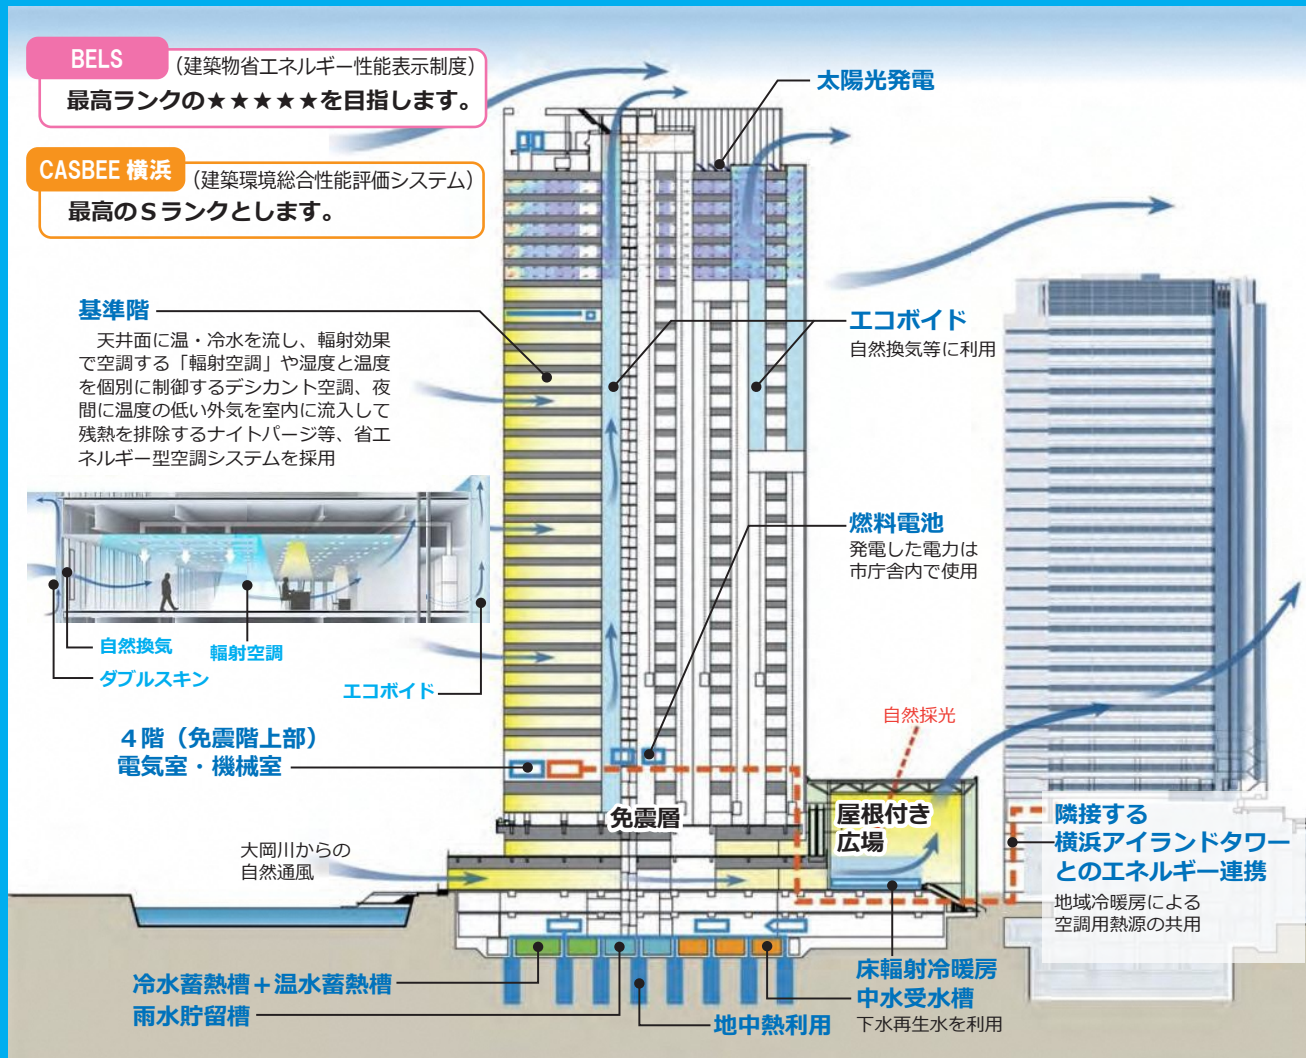 BELS
（建築物省エネルギー性能表示制度）
最高ランクの★★★★★を目指します。
CASBEE 横浜
（建築環境総合性能評価システム）
最高のＳランクとします。
太陽光発電
基準階
天井面に温・冷水を流し、輻射効果
で空調する「輻射空調」や湿度と温度
を個別に制御するデシカント空調、夜
間に温度の低い外気を室内に流入して
残熱を排除するナイトパージ等、省エ
ネルギー型空調システムを採用
エコボイド
自然換気等に利用
燃料電池
発電した電力は
市庁舎内で使用
自然換気
輻射空調
ダブルスキン
エコボイド
４階（免震階上部）
電気室・機械室
自然採光
免震層
屋根付き
広場
隣接する
横浜アイランドタワー
とのエネルギー連携
地域冷暖房による
空調用熱源の共用
大岡川からの
自然通風
冷水蓄熱槽＋温水蓄熱槽
雨水貯留槽
地中熱利用
床輻射冷暖房
中水受水槽
下水再生水を利用